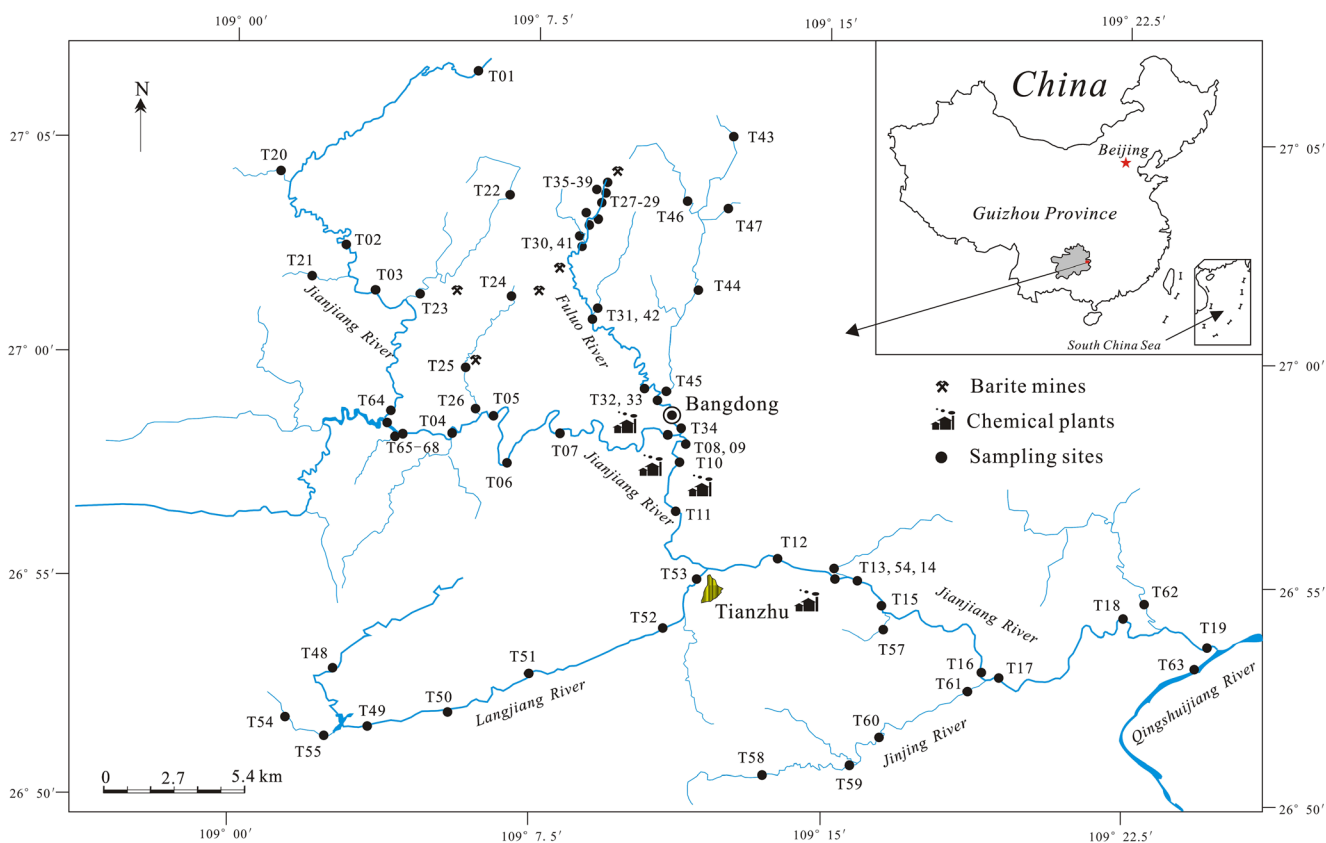 109° 00′
109° 7. 5′
109° 15′
109° 22.5′
N
T01
China
27° 05′
T43
27° 05′
Beijing
T20
T35-39
T22
T27-29
T46
T47
Guizhou Province
T02
T30, 41
T21
T03
T23
T24
T44
Jianjiang River
Fuluo River
T31, 42
South China Sea
27° 00′
27° 00′
T25
T45
Barite mines
T64
T26
T05
T32, 33
Bangdong
T04
T34
Chemical plants
T65-68
T07
T08, 09
T10
Sampling sites
T06
Jianjiang River
T11
T12
26° 55′
T53
T13, 54, 14
26° 55′
T15
Jianjiang River
T62
T18
Tianzhu
T52
T57
T19
T48
T51
T16
T17
T63
T61
T50
Langjiang River
T54
T49
T60
Qingshuijiang River
T55
Jinjing River
T58
T59
0
2.7
5.4 km
26° 50′
26° 50′
109° 00′
109° 7. 5′
109° 15′
109° 22.5′